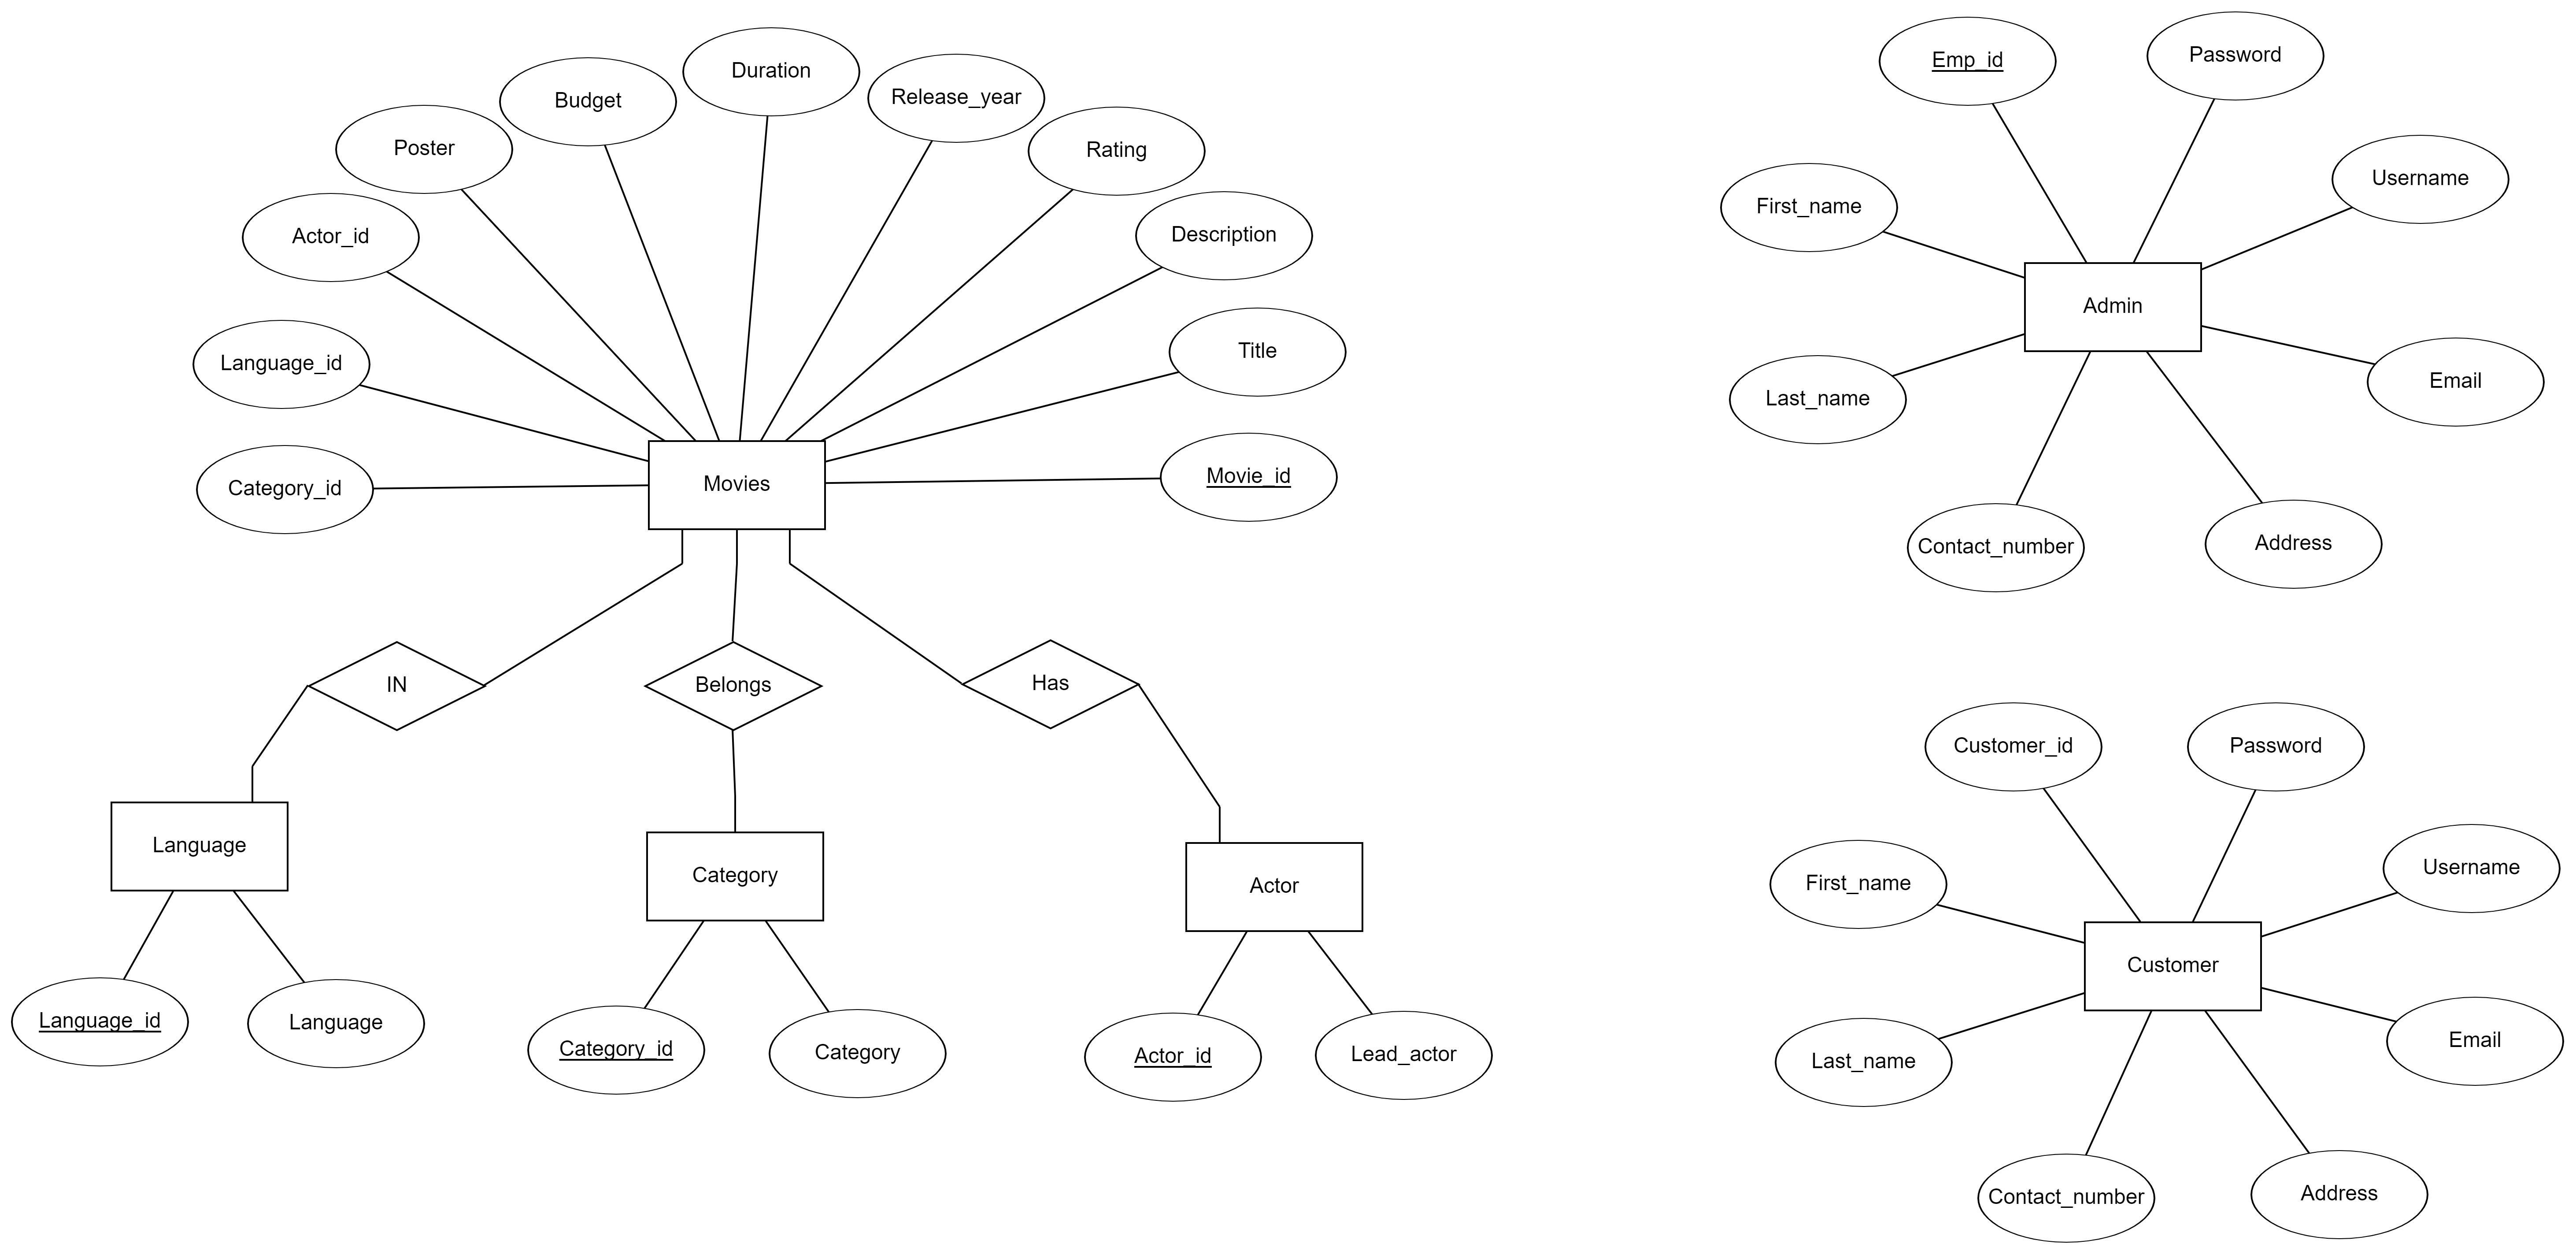 Duration
Budget
Release_year
Poster
Rating
Actor_id
Description
Language_id
Title
Category_id
Movies
Movie_id
IN
Belongs
Has
Language
Category
Actor
Language_id
Language
Category_id
Category
Actor_id
Lead_actor
Emp_id
Password
First_name
Username
Admin
Last_name
Email
Contact_number
Address
Customer_id
Password
First_name
Username
Customer
Last_name
Email
Contact_number
Address